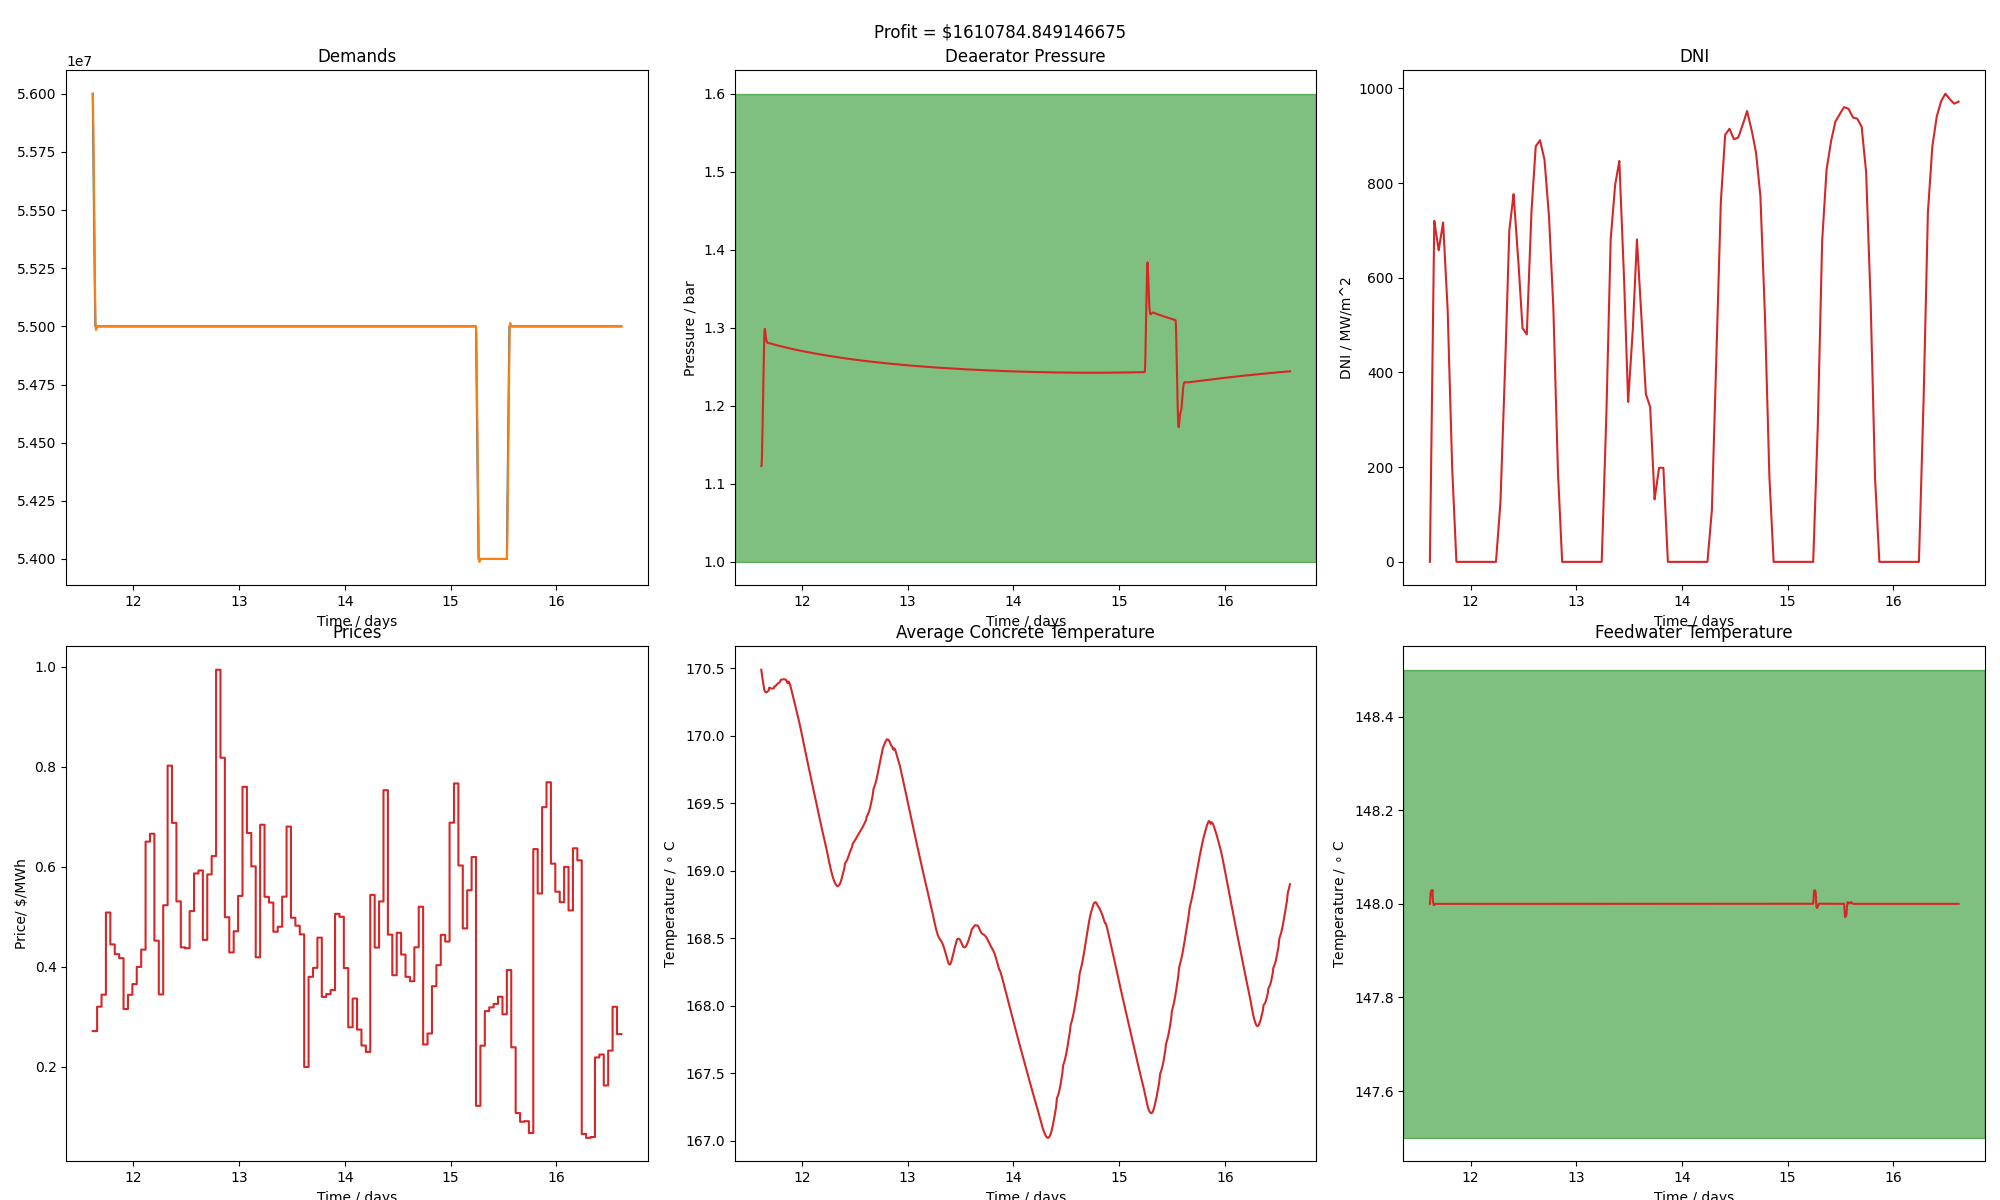 Profit = $1610784.849146675
Demands
1e7
5.600
5.575
5.550
5.525
5.500
5.475
5.450
5.425
5.400
12 13 14 15 16
Time / days
Deaerator Pressure
Pressure / bar
1.6
1.5
1.4
1.3
1.2
1.1
1.0
12 13 14 15 16
Time / days
DNI
DNI / MW/m^2
1000
800
600
400
200
0
12 13 14 15 16
Time / days
Prices
Price/ $/MWh
1.0
0.8
0.6
0.4
0.2
12 13 14 15 16
Time / days
Average Concrete Temperature
Temperature / ∘ C
170.5
170.0
169.5
169.0
168.5
168.0
167.5
167.0
12 13 14 15 16
Time / days
Feedwater Temperature
Temperature / ∘ C
148.4
148.2
148.0
147.8
147.6
12 13 14 15 16
Time / days